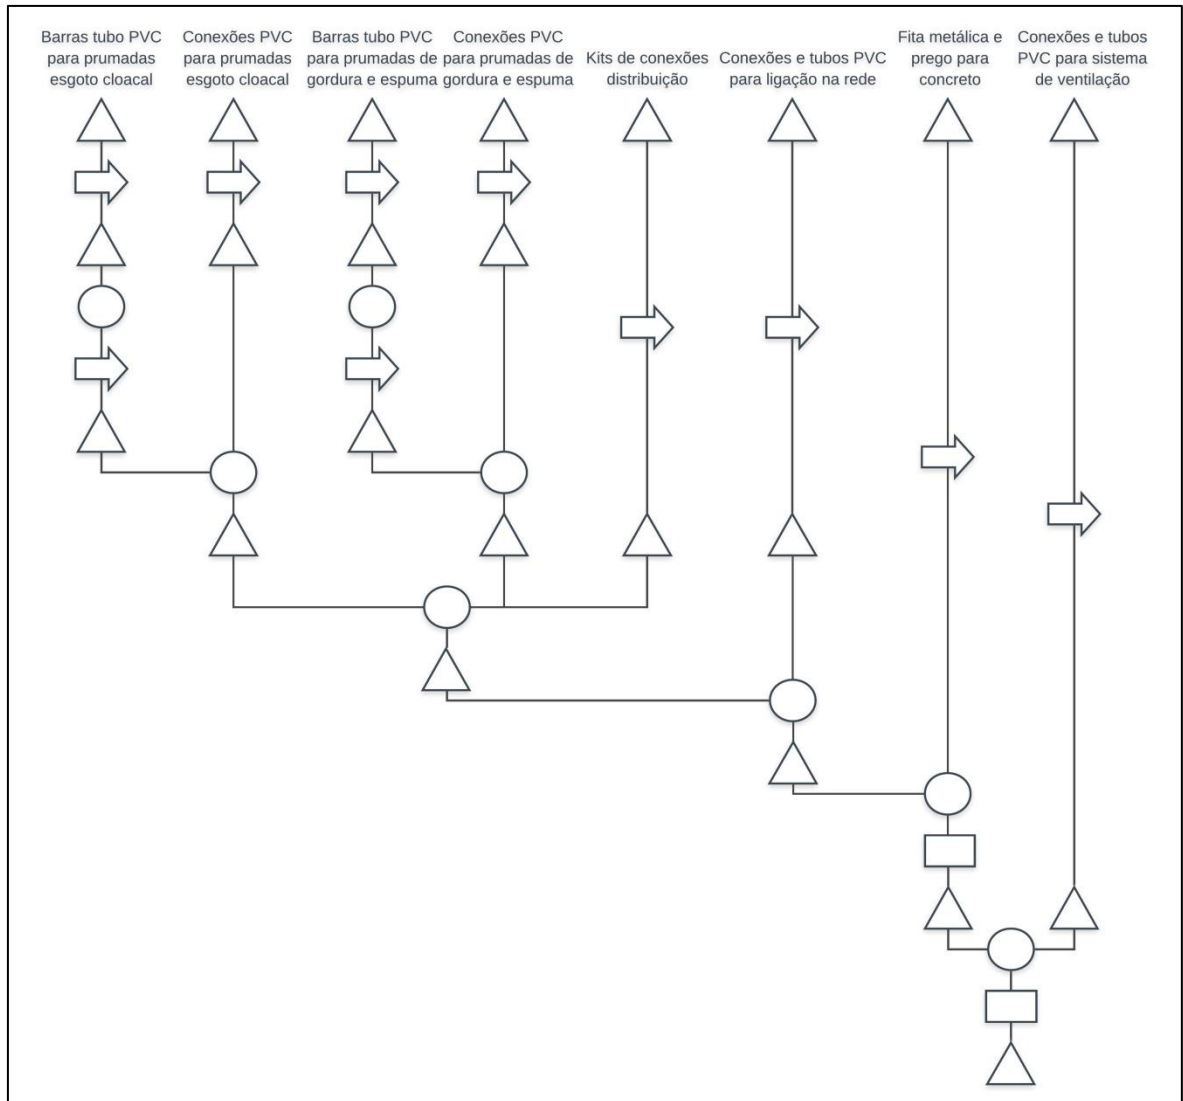 Barras tubo PVC
para prumadas
esgoto cloacal
Conexões PVC
para prumadas
esgoto cloacal
Barras tubo PVC
para prumadas de
gordura e espuma
Conexões PVC
para prumadas de
gordura e espuma
Kits de conexões
distribuição
Conexões e tubos PVC
para ligação na rede
Fita metálica e
prego para
concreto
Conexões e tubos
PVC para sistema
de ventilação